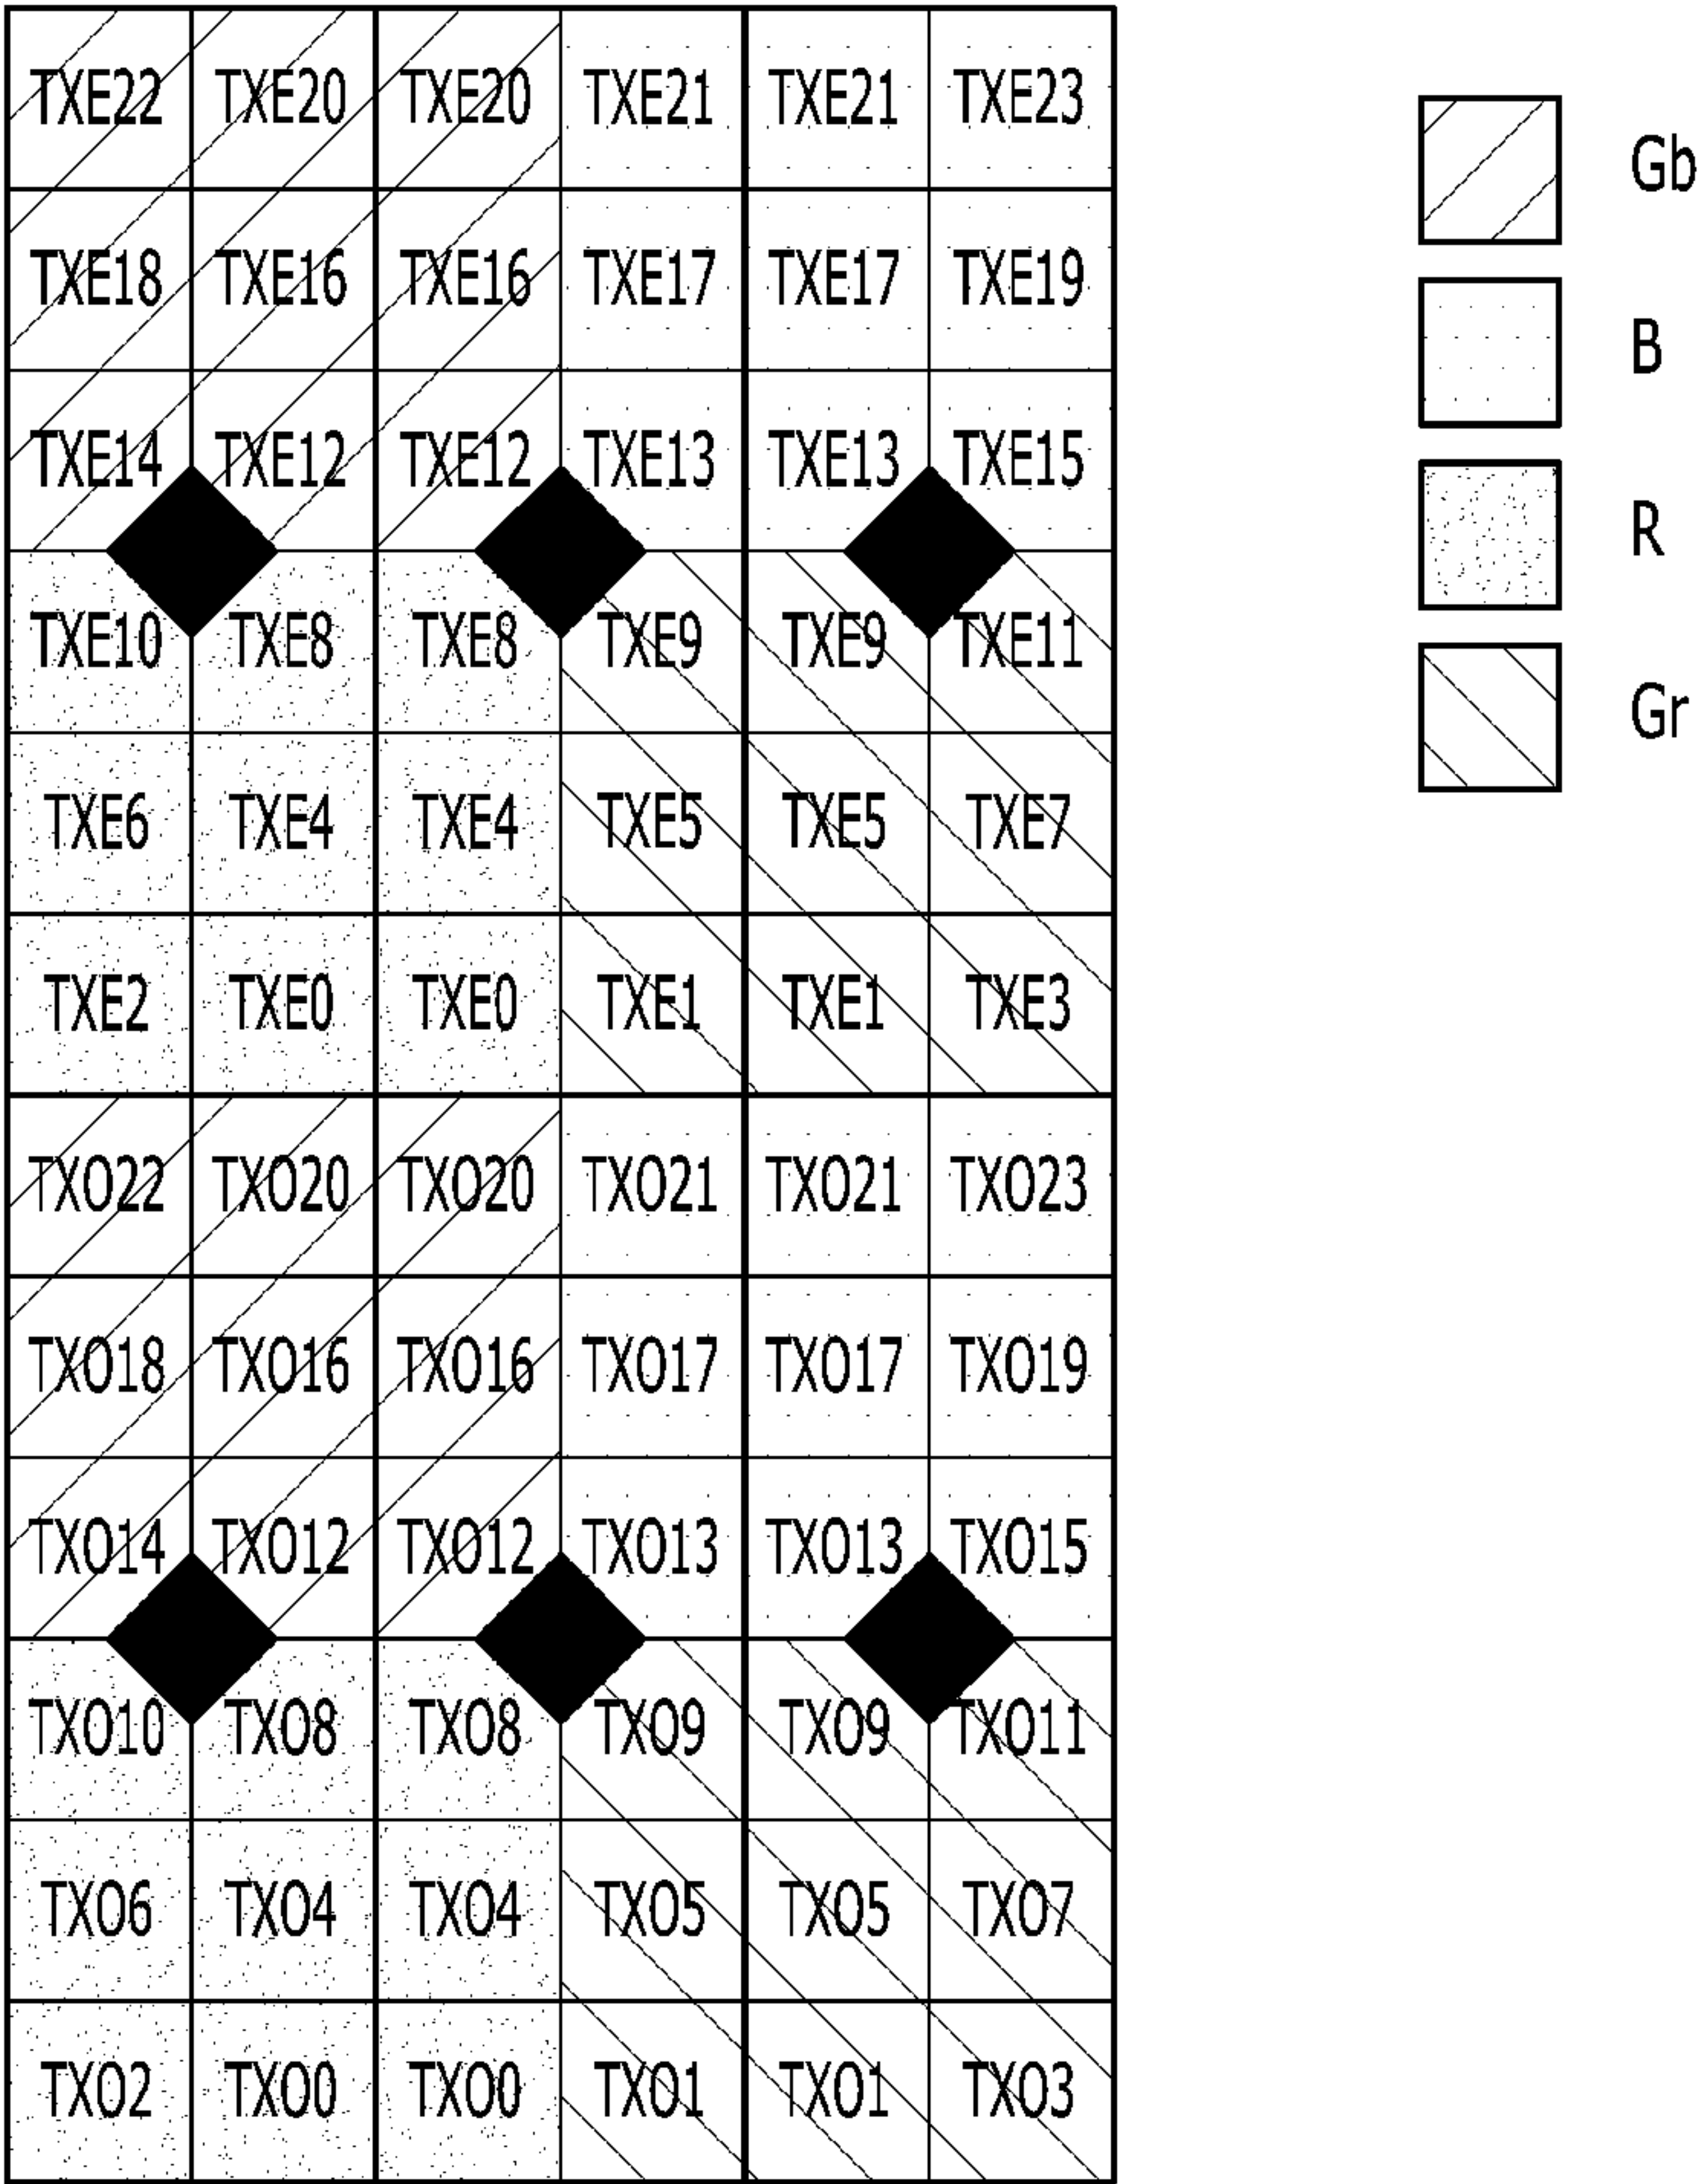 TXE22 TXE20 TXE20 TXE21 TXE21 TXE23
TXE18 TXE16 TXE16 TXE17 TXE17 TXE19
TXE14 TXE12 TXE12 TXE13 TXE13 TXE15
TXE10 TXE8 TXE8 TXE9 TXE9 TXE11
TXE6 TXE4 TXE4 TXE5 TXE5 TXE7
TXE2 TXE0 TXE0 TXE1 TXE1 TXE3
TXO22 TXO20 TXO20 TXO21 TXO21 TXO23
TXO18 TXO16 TXO16 TXO17 TXO17 TXO19
TXO14 TXO12 TXO12 TXO13 TXO13 TXO15
TXO10 TXO8 TXO8 TXO9 TXO9 TXO11
TXO6 TXO4 TXO4 TXO5 TXO5 TXO7
TXO2 TXO0 TXO0 TXO1 TXO1 TXO3
Gb
B
R
Gr